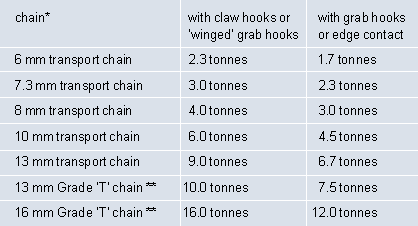 chain* with claw hooks or 'winged' grab hooks with grab hooks or edge contact
6 mm transport chain 2.3 tonnes 1.7 tonnes
7.3 mm transport chain 3.0 tonnes 2.3 tonnes
8 mm transport chain 4.0 tonnes 3.0 tonnes
10 mm transport chain 6.0 tonnes 4.5 tonnes
13 mm transport chain 9.0 tonnes 6.7 tonnes
13 mm Grade 'T' chain ** 10.0 tonnes 7.5 tonnes
16 mm Grade 'T' chain ** 16.0 tonnes 12.0 tonnes